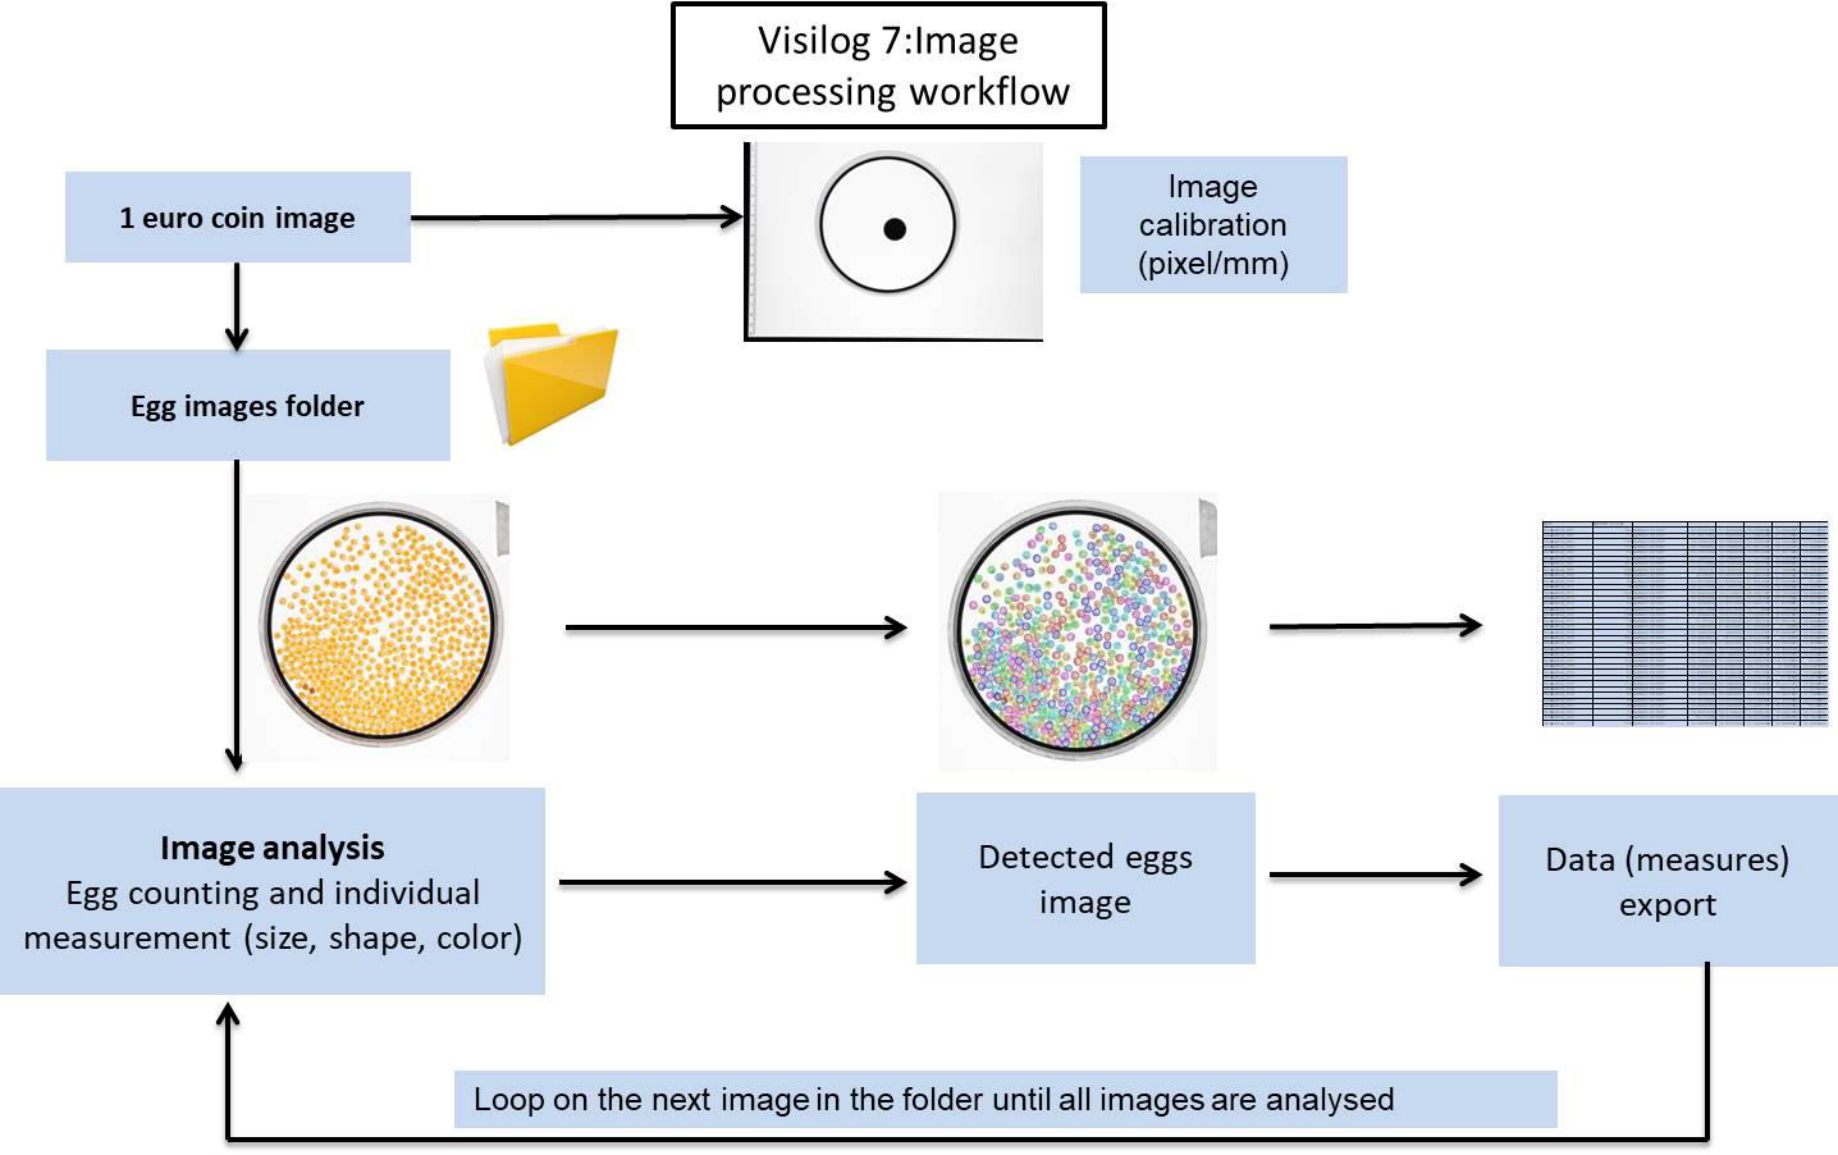 Visilog 7:Image
processing workflow
1 euro coin image
Image
calibration
(pixel/mm)
Egg images folder
Image analysis
Egg counting and individual
measurement (size, shape, color)
Detected eggs
image
Data (measures)
export
Loop on the next image in the folder until all images are analysed